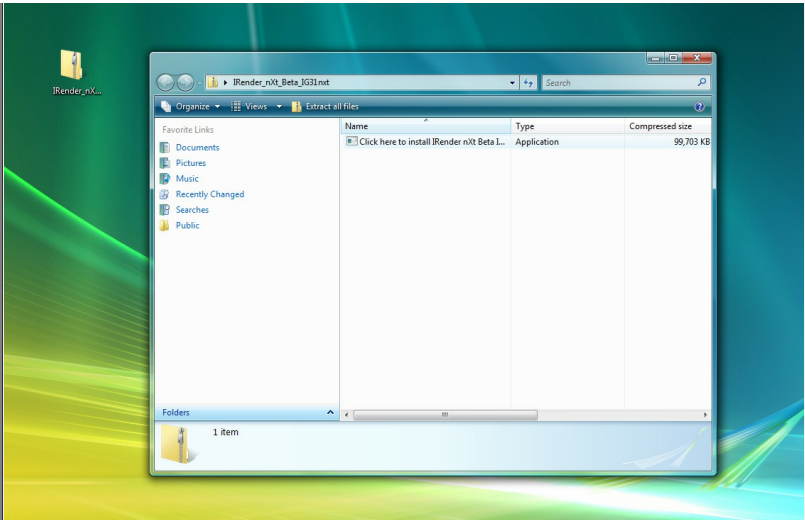 IRender_nX...
IRender_nXt_Beta_IG31nxt
Search
Organize
Views
Extract all files
Favorite Links
Name
Type
Compressed size
Documents
Click here to install IRender nXt Beta I...
Application
99,703 KB
Pictures
Music
Recently Changed
Searches
Public
Folders
1 item